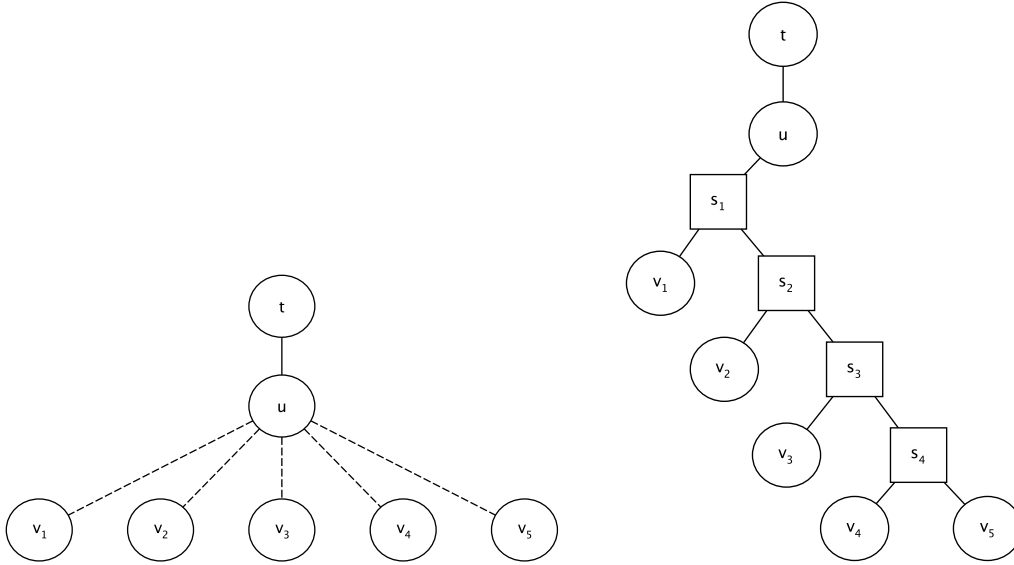 t
u
v₁ v₂ v₃ v₄ v₅
t
u
s₁
v₁ s₂
v₂ s₃
v₃ s₄
v₄ v₅